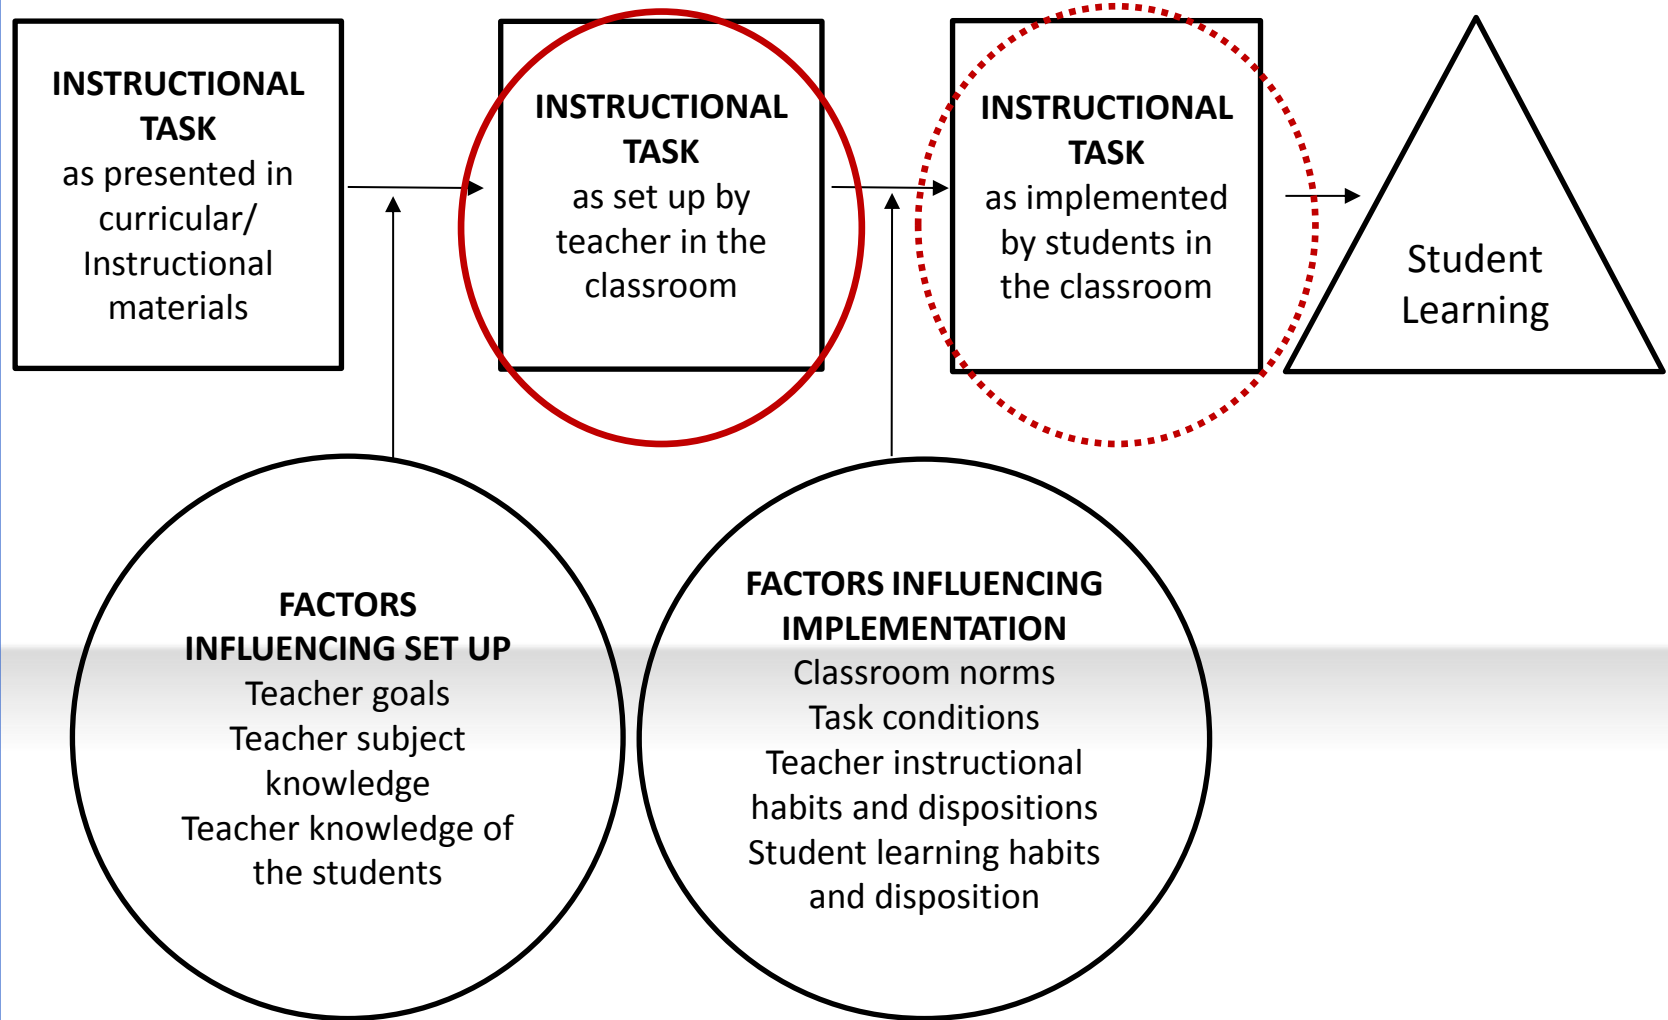 INSTRUCTIONAL
TASK
as presented in
curricular/
Instructional
materials
INSTRUCTIONAL
TASK
as set up by
teacher in the
classroom
INSTRUCTIONAL
TASK
as implemented
by students in
the classroom
Student
Learning
FACTORS
INFLUENCING SET UP
Teacher goals
Teacher subject
knowledge
Teacher knowledge of
the students
FACTORS INFLUENCING
IMPLEMENTATION
Classroom norms
Task conditions
Teacher instructional
habits and dispositions
Student learning habits
and disposition